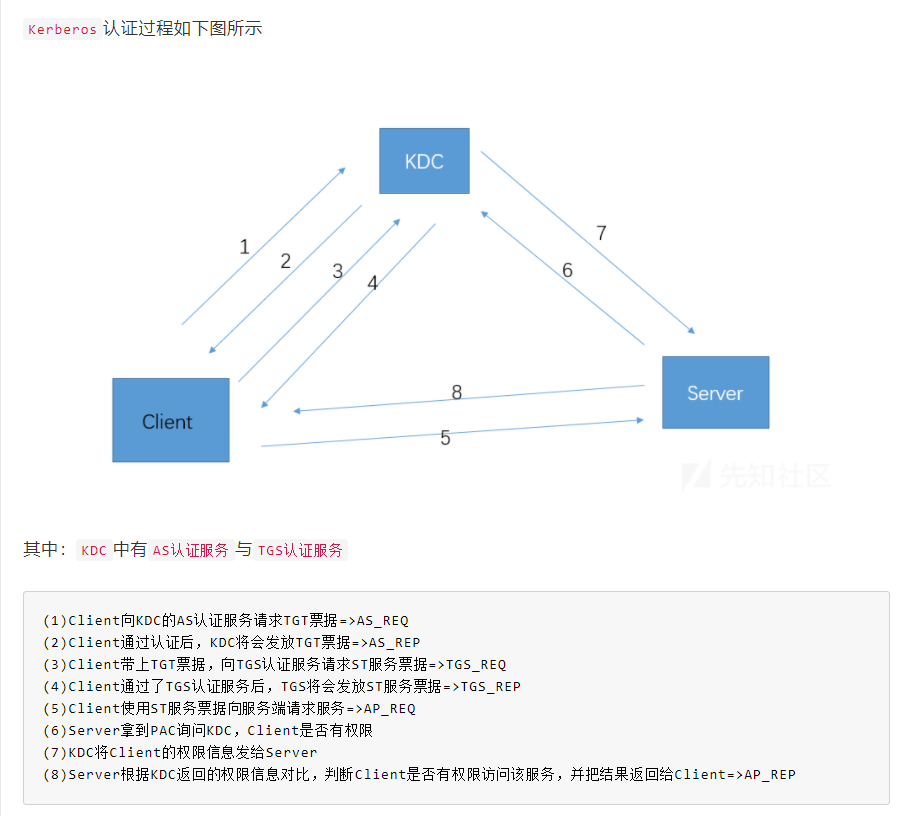 Kerberos认证过程如下图所示
KDC
1
2
3
4
6
7
Client
Server
8
5
先知社区
其中：KDC中有AS认证服务与TGS认证服务
(1)Client向KDC的AS认证服务请求TGT票据=>AS_REQ
(2)Client通过认证后，KDC将会发放TGT票据=>AS_REP
(3)Client带上TGT票据，向TGS认证服务请求ST服务票据=>TGS_REQ
(4)Client通过了TGS认证服务后，TGS将会发放ST服务票据=>TGS_REP
(5)Client使用ST服务票据向服务端请求服务=>AP_REQ
(6)Server拿到PAC询问KDC，Client是否有权限
(7)KDC将Client的权限信息发给Server
(8)Server根据KDC返回的权限信息对比，判断Client是否有权限访问该服务，并把结果返回给Client=>AP_REP